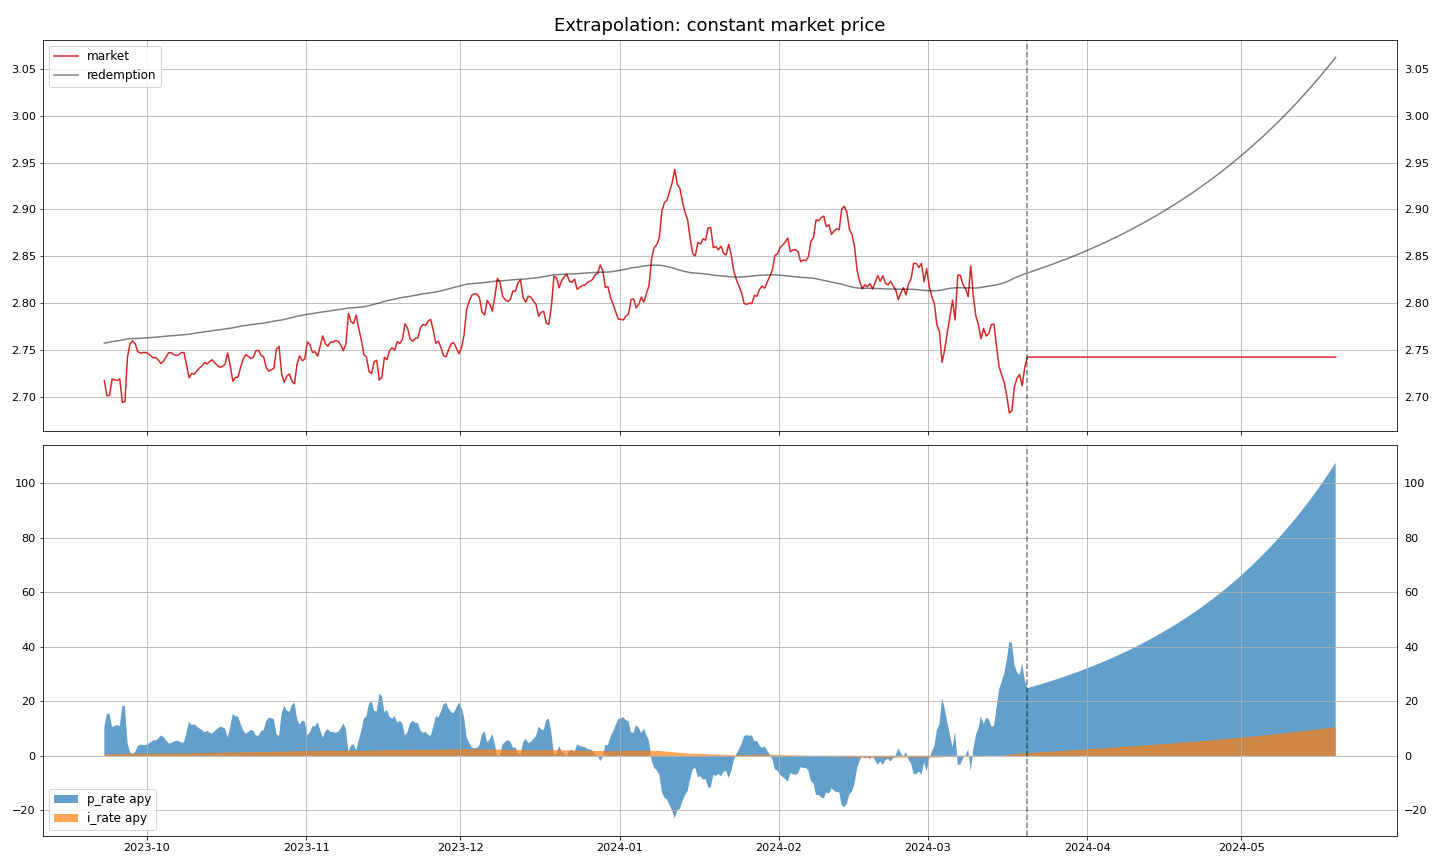 Extrapolation: constant market price
market
redemption
3.05 3.05
3.00 3.00
2.95 2.95
2.90 2.90
2.85 2.85
2.80 2.80
2.75 2.75
2.70 2.70
100 100
80 80
60 60
40 40
20 20
0 0
−20 −20
p_rate apy
i_rate apy
2023-10 2023-11 2023-12 2024-01 2024-02 2024-03 2024-04 2024-05